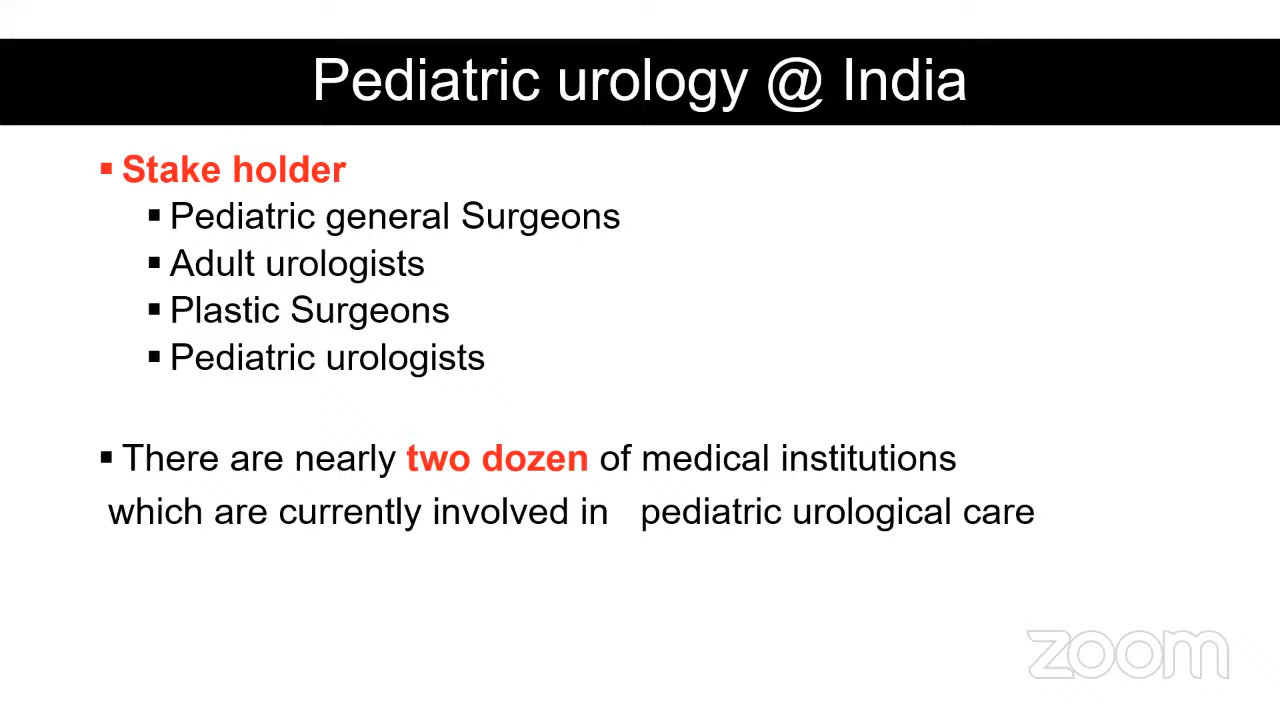 Pediatric urology @ India
▪ Stake holder
▪ Pediatric general Surgeons
▪ Adult urologists
▪ Plastic Surgeons
▪ Pediatric urologists
▪ There are nearly two dozen of medical institutions
which are currently involved in pediatric urological care
zoom